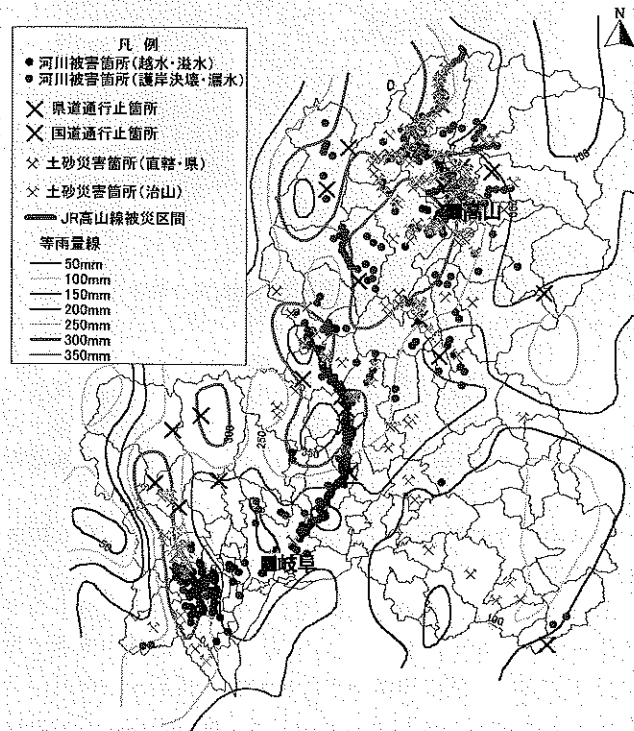 N
凡 例
河川被害箇所(越水・溢水)
河川被害箇所(護岸決壊・漏水)
県道通行止箇所
国道通行止箇所
土砂災害箇所(直轄・県)
土砂災害箇所(治山)
JR高山線被災区間
等雨量線
50mm
100mm
150mm
200mm
250mm
300mm
350mm
0
100
高山
300
250
50
岐阜
100